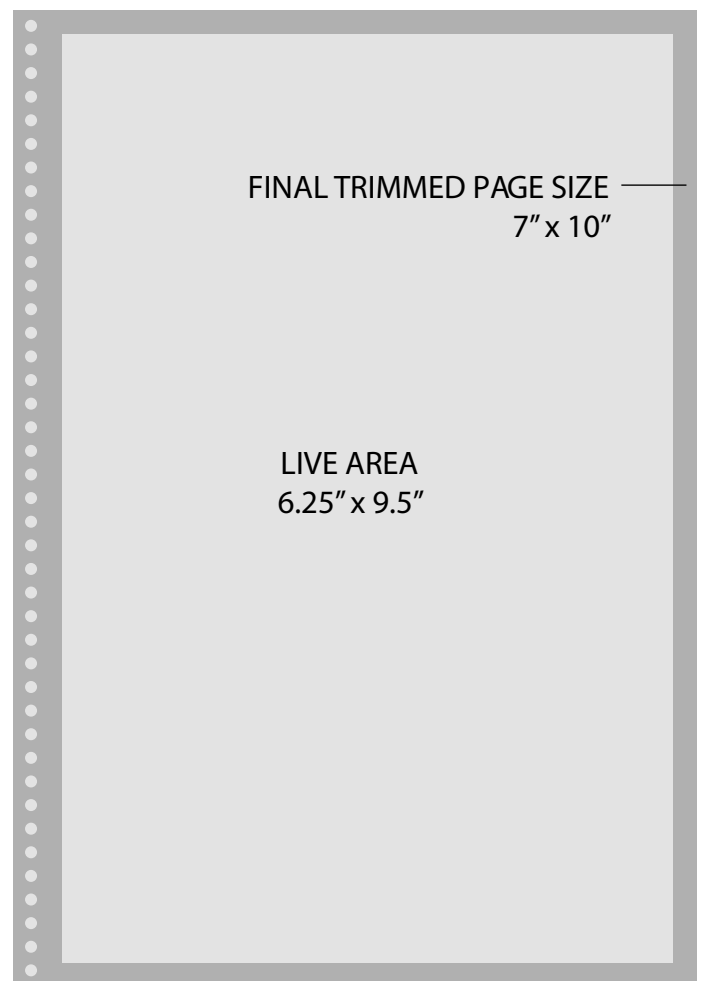 FINAL TRIMMED PAGE SIZE
7” x 10”
LIVE AREA
6.25” x 9.5”